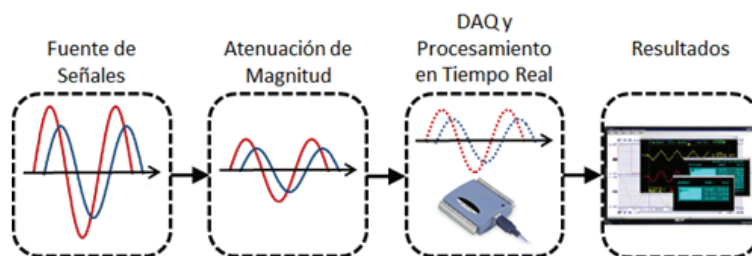 Fuente de
Señales
Atenuación de
Magnitud
DAQ y
Procesamiento
en Tiempo Real
Resultados